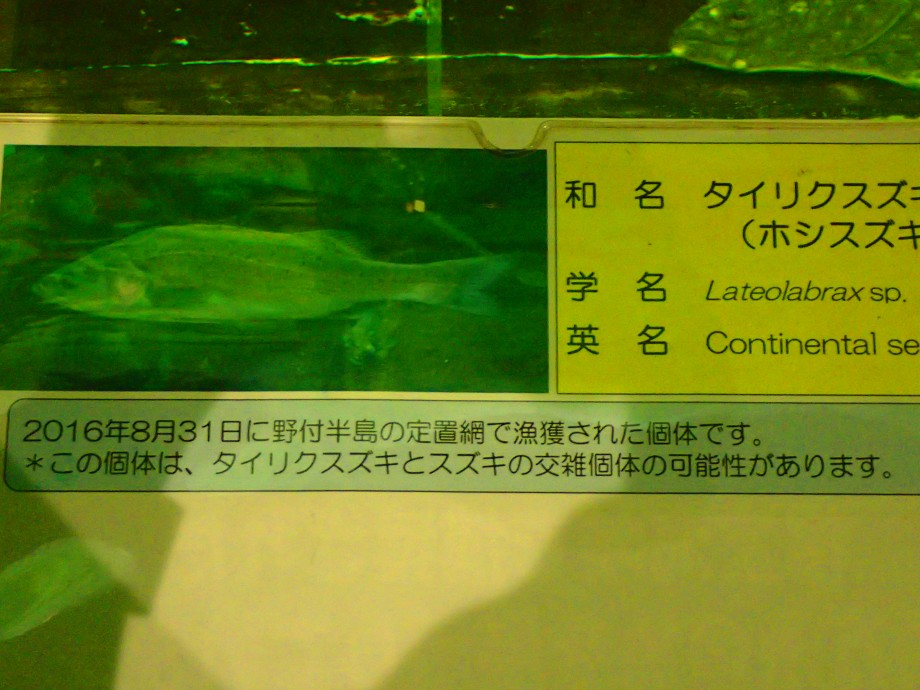 和 名 タイリクスズキ
（ホシスズキ
学 名 Lateolabrax sp.
英 名 Continental se
2016年8月31日に野付半島の定置網で漁獲された個体です。
＊この個体は、タイリクスズキとスズキの交雑個体の可能性があります。